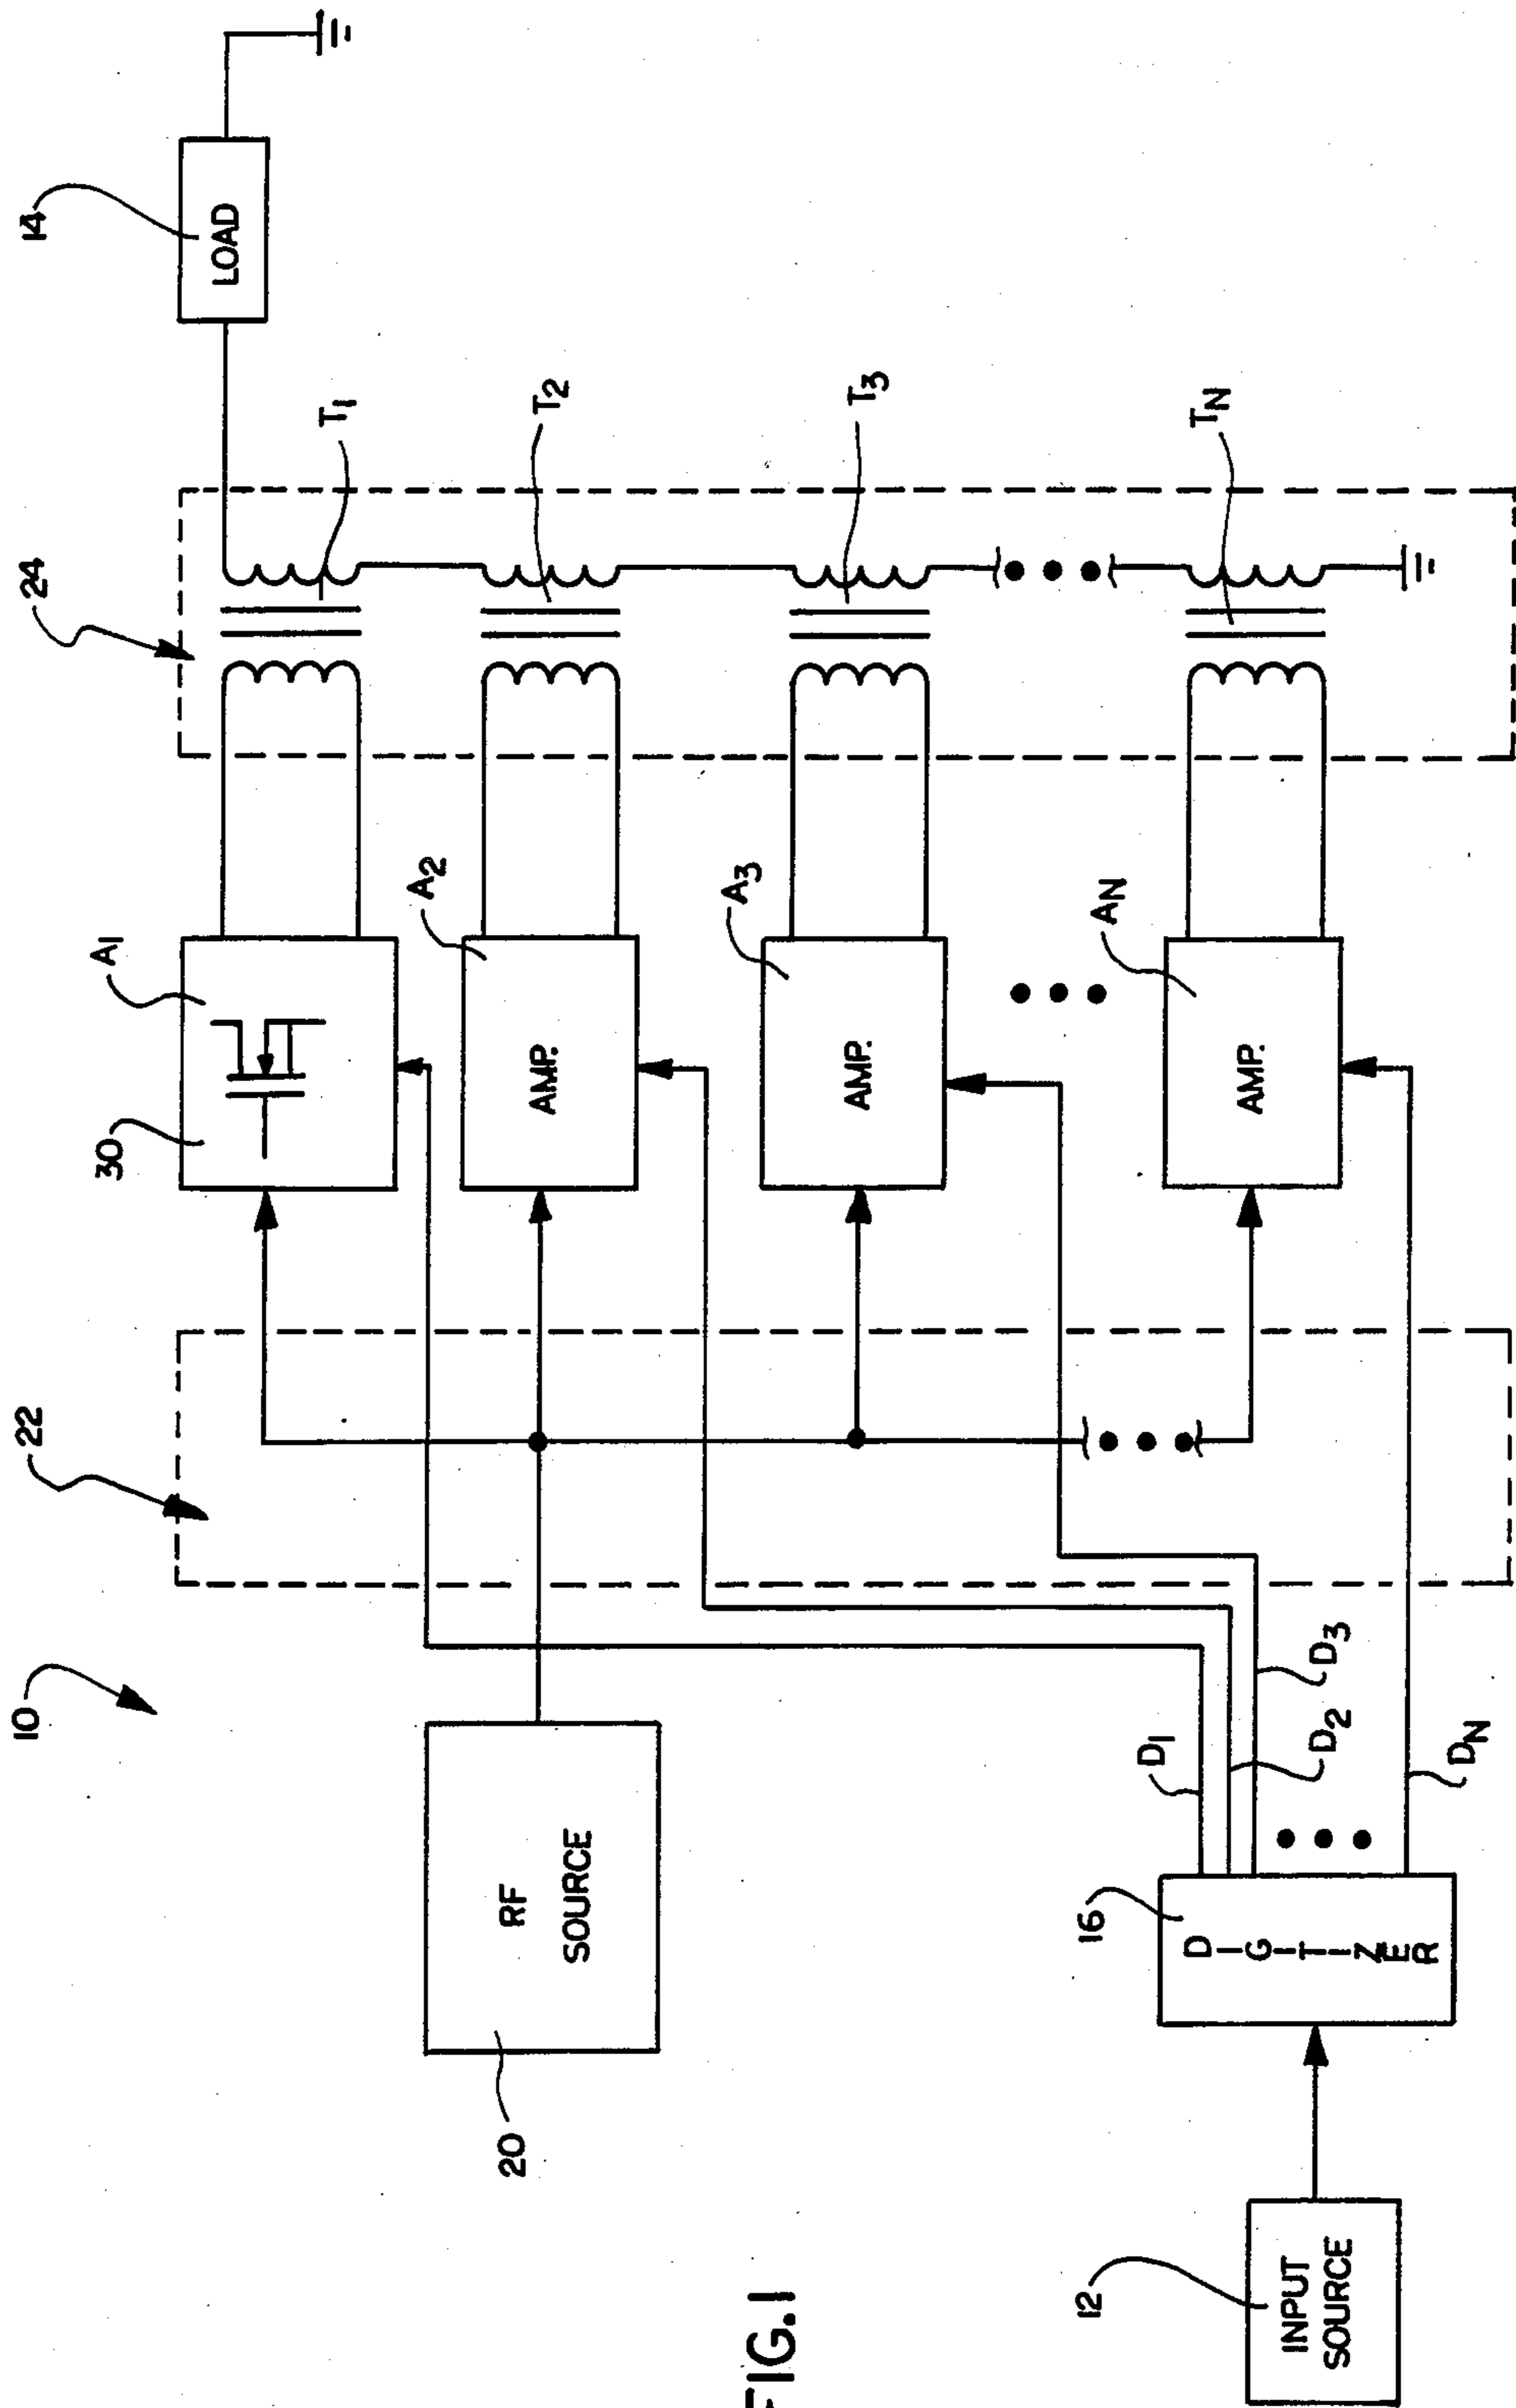 10
22
24
14
LOAD
30
A1
T1
A2
AMP.
T2
A3
AMP.
T3
AN
AMP.
TN
20
RF
SOURCE
12
INPUT
SOURCE
16
DIGITIZER
D1
D2
D3
DN
FIG.1